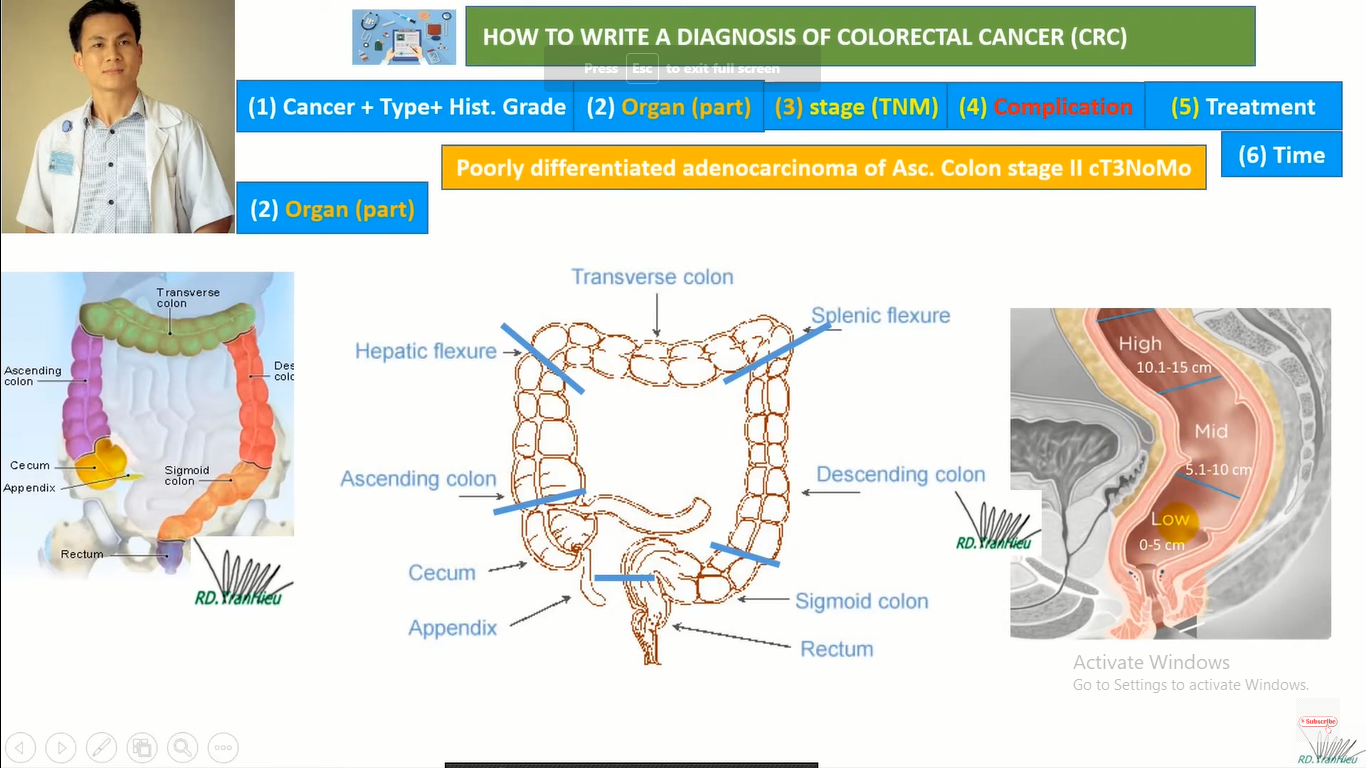 HOW TO WRITE A DIAGNOSIS OF COLORECTAL CANCER (CRC)
Press Esc to exit full screen
(1) Cancer + Type+ Hist. Grade
(2) Organ (part)
(3) stage (TNM)
(4) Complication
(5) Treatment
(6) Time
Poorly differentiated adenocarcinoma of Asc. Colon stage II cT3NoMo
(2) Organ (part)
Transverse
colon
Ascending
colon
Des
colo
Cecum
Appendix
Sigmoid
colon
Rectum
RD.TranHieu
Transverse colon
Splenic flexure
Hepatic flexure
Ascending colon
Descending colon
Cecum
Appendix
Sigmoid colon
Rectum
RD.TranHieu
High
10.1-15 cm
Mid
5.1-10 cm
Low
0-5 cm
Activate Windows
Go to Settings to activate Windows.
Subscribe
RD.TranHieu